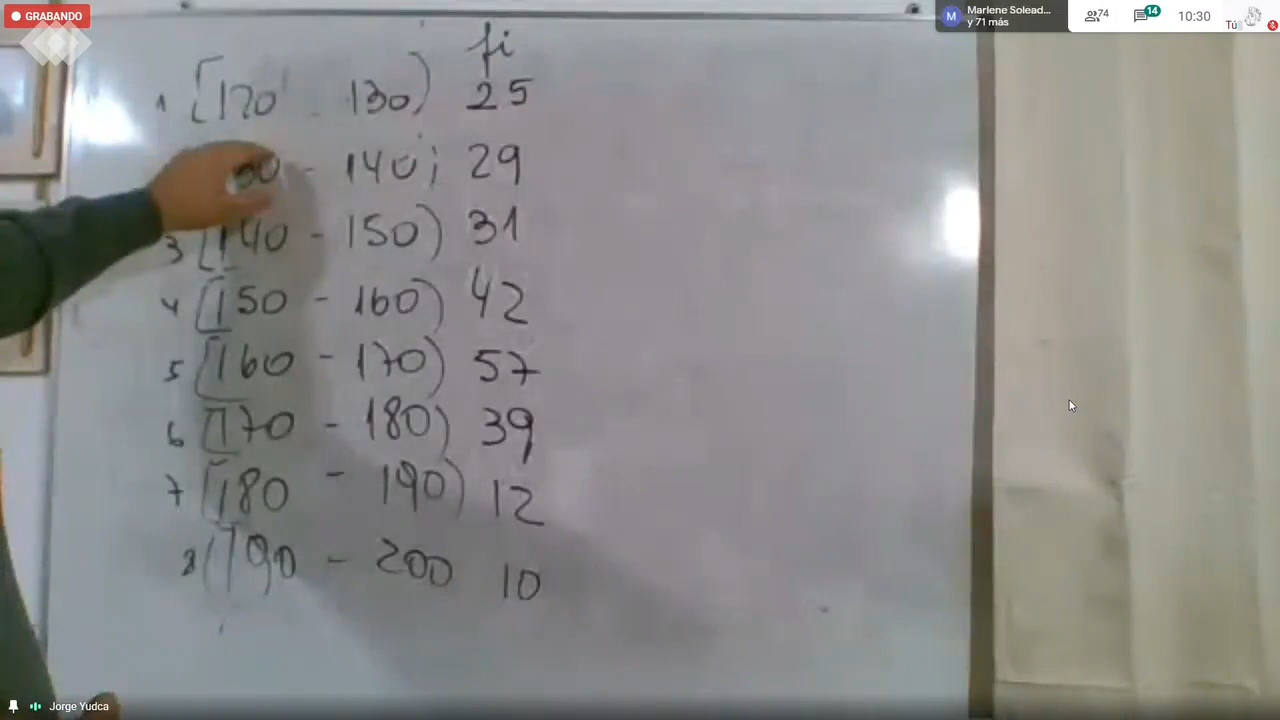 GRABANDO
Marlene Solead...
y 71 más
74
14
10:30
Tú
fi
1 [120 - 130) 25
30 - 140; 29
3 [140 - 150) 31
4 [150 - 160) 42
5 [160 - 170) 57
6 [170 - 180) 39
7 [180 - 190) 12
8 [190 - 200 10
Jorge Yudca